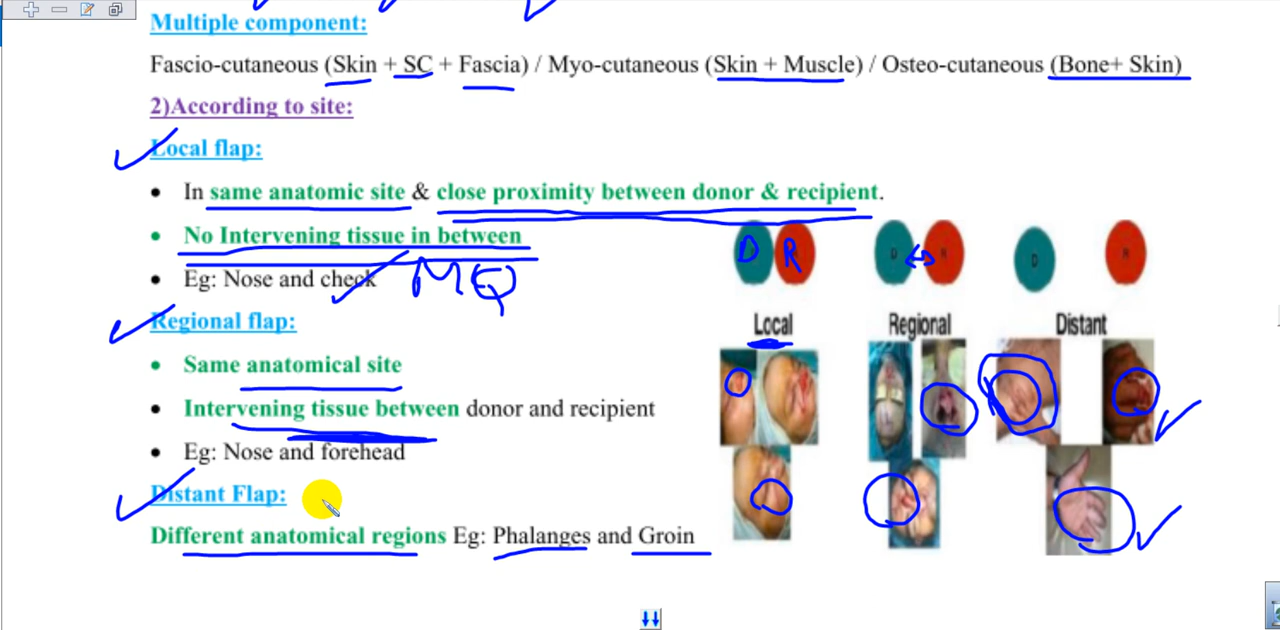 Multiple component:
Fascio-cutaneous (Skin + SC + Fascia) / Myo-cutaneous (Skin + Muscle) / Osteo-cutaneous (Bone+ Skin)
2)According to site:
Local flap:
• In same anatomic site & close proximity between donor & recipient.
• No Intervening tissue in between
D R D R D R
• Eg: Nose and check MQ
Regional flap:
Local Regional Distant
• Same anatomical site
• Intervening tissue between donor and recipient
• Eg: Nose and forehead
Distant Flap:
Different anatomical regions Eg: Phalanges and Groin